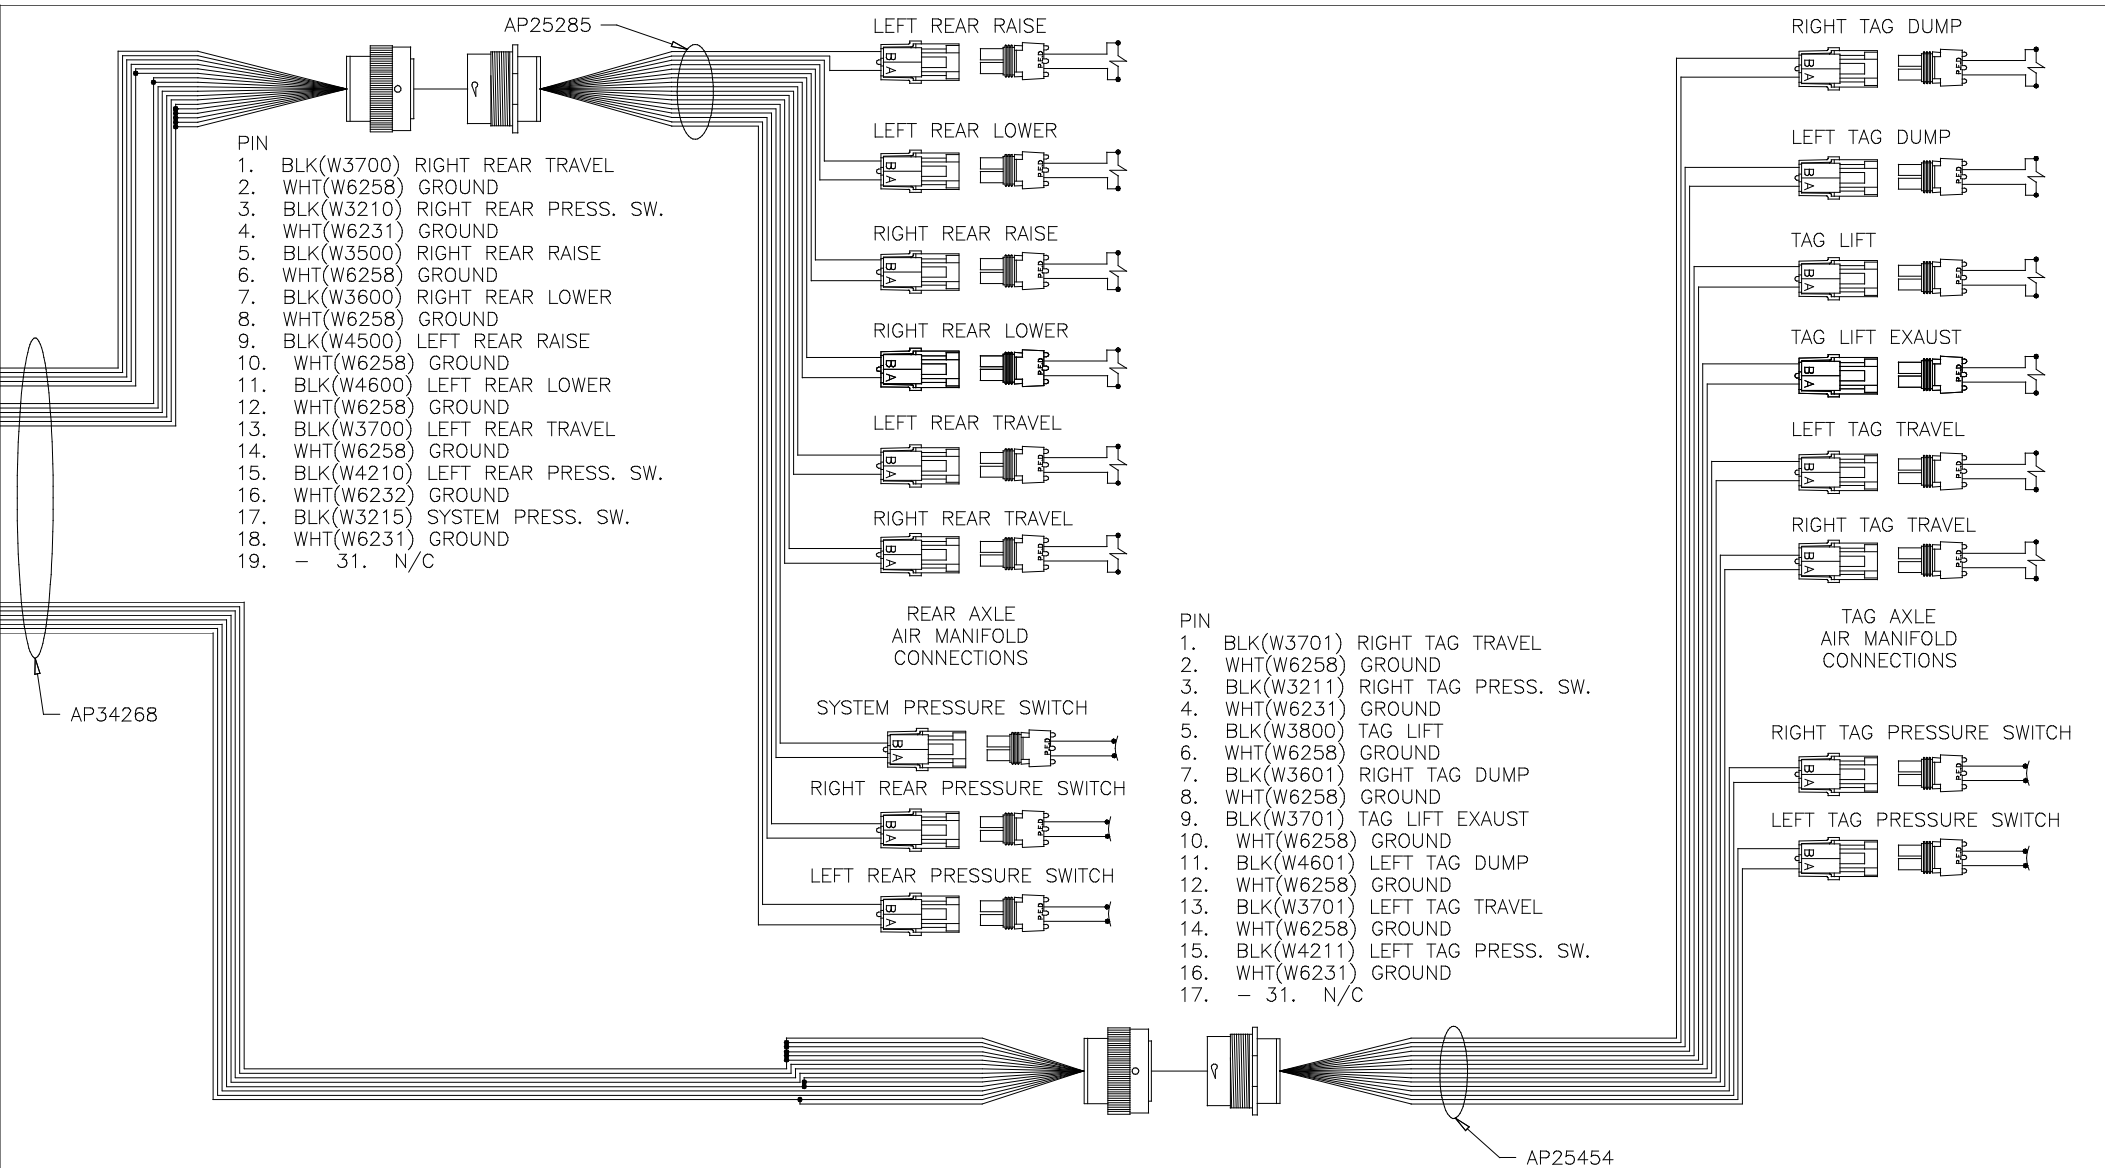 AP25285
PIN
1. BLK(W3700) RIGHT REAR TRAVEL
2. WHT(W6258) GROUND
3. BLK(W3210) RIGHT REAR PRESS. SW.
4. WHT(W6231) GROUND
5. BLK(W3500) RIGHT REAR RAISE
6. WHT(W6258) GROUND
7. BLK(W3600) RIGHT REAR LOWER
8. WHT(W6258) GROUND
9. BLK(W4500) LEFT REAR RAISE
10. WHT(W6258) GROUND
11. BLK(W4600) LEFT REAR LOWER
12. WHT(W6258) GROUND
13. BLK(W3700) LEFT REAR TRAVEL
14. WHT(W6258) GROUND
15. BLK(W4210) LEFT REAR PRESS. SW.
16. WHT(W6232) GROUND
17. BLK(W3215) SYSTEM PRESS. SW.
18. WHT(W6231) GROUND
19. – 31. N/C
AP34268
LEFT REAR RAISE
B A
P.E.D
LEFT REAR LOWER
B A
P.E.D
RIGHT REAR RAISE
B A
P.E.D
RIGHT REAR LOWER
B A
P.E.D
LEFT REAR TRAVEL
B A
P.E.D
RIGHT REAR TRAVEL
B A
P.E.D
REAR AXLE
AIR MANIFOLD
CONNECTIONS
SYSTEM PRESSURE SWITCH
B A
P.E.D
RIGHT REAR PRESSURE SWITCH
B A
P.E.D
LEFT REAR PRESSURE SWITCH
B A
P.E.D
PIN
1. BLK(W3701) RIGHT TAG TRAVEL
2. WHT(W6258) GROUND
3. BLK(W3211) RIGHT TAG PRESS. SW.
4. WHT(W6231) GROUND
5. BLK(W3800) TAG LIFT
6. WHT(W6258) GROUND
7. BLK(W3601) RIGHT TAG DUMP
8. WHT(W6258) GROUND
9. BLK(W3701) TAG LIFT EXAUST
10. WHT(W6258) GROUND
11. BLK(W4601) LEFT TAG DUMP
12. WHT(W6258) GROUND
13. BLK(W3701) LEFT TAG TRAVEL
14. WHT(W6258) GROUND
15. BLK(W4211) LEFT TAG PRESS. SW.
16. WHT(W6231) GROUND
17. – 31. N/C
RIGHT TAG DUMP
B A
P.E.D
LEFT TAG DUMP
B A
P.E.D
TAG LIFT
B A
P.E.D
TAG LIFT EXAUST
B A
P.E.D
LEFT TAG TRAVEL
B A
P.E.D
RIGHT TAG TRAVEL
B A
P.E.D
TAG AXLE
AIR MANIFOLD
CONNECTIONS
RIGHT TAG PRESSURE SWITCH
B A
P.E.D
LEFT TAG PRESSURE SWITCH
B A
P.E.D
AP25454